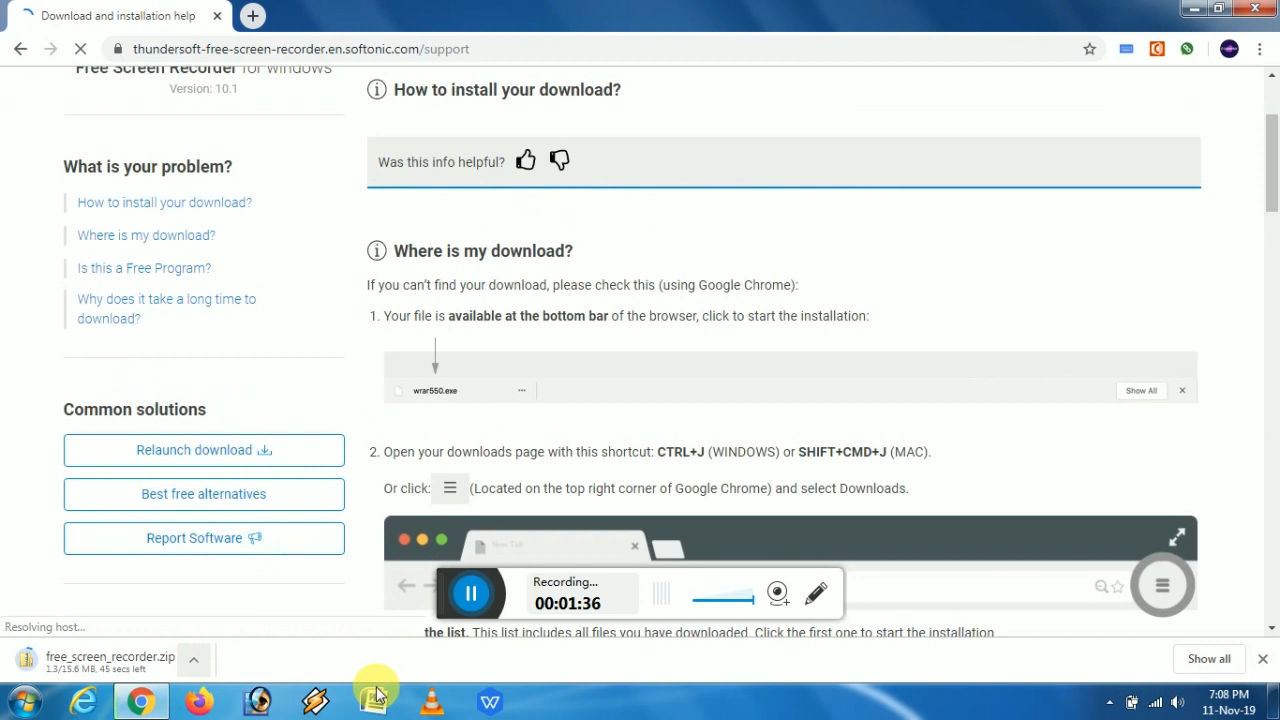 Download and installation help
thundersoft-free-screen-recorder.en.softonic.com/support
Free Screen Recorder for Windows
Version: 10.1
What is your problem?
How to install your download?
Where is my download?
Is this a Free Program?
Why does it take a long time to
download?
Common solutions
Relaunch download
Best free alternatives
Report Software
How to install your download?
Was this info helpful?
Where is my download?
If you can't find your download, please check this (using Google Chrome):
1. Your file is available at the bottom bar of the browser, click to start the installation:
wrar550.exe
Show All
2. Open your downloads page with this shortcut: CTRL+J (WINDOWS) or SHIFT+CMD+J (MAC).
Or click: (Located on the top right corner of Google Chrome) and select Downloads.
New Tab
Recording...
00:01:36
the list. This list includes all files you have downloaded. Click the first one to start the installation
Resolving host...
free_screen_recorder.zip
1.3/15.6 MB, 45 secs left
Show all
7:08 PM
11-Nov-19